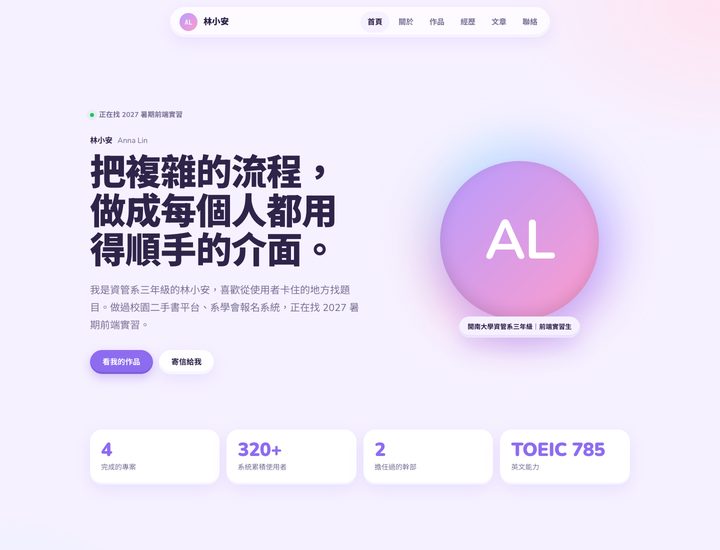 AL 林小安 首頁 關於 作品 經歷 文章 聯絡
正在找 2027 暑期前端實習
林小安 Anna Lin
把複雜的流程，
做成每個人都用
得順手的介面。
我是資管系三年級的林小安，喜歡從使用者卡住的地方找題
目。做過校園二手書平台、系學會報名系統，正在找 2027 暑
期前端實習。
看我的作品 寄信給我
AL
開南大學資管系三年級｜前端實習生
4
完成的專案
320+
系統累積使用者
2
擔任過的幹部
TOEIC 785
英文能力